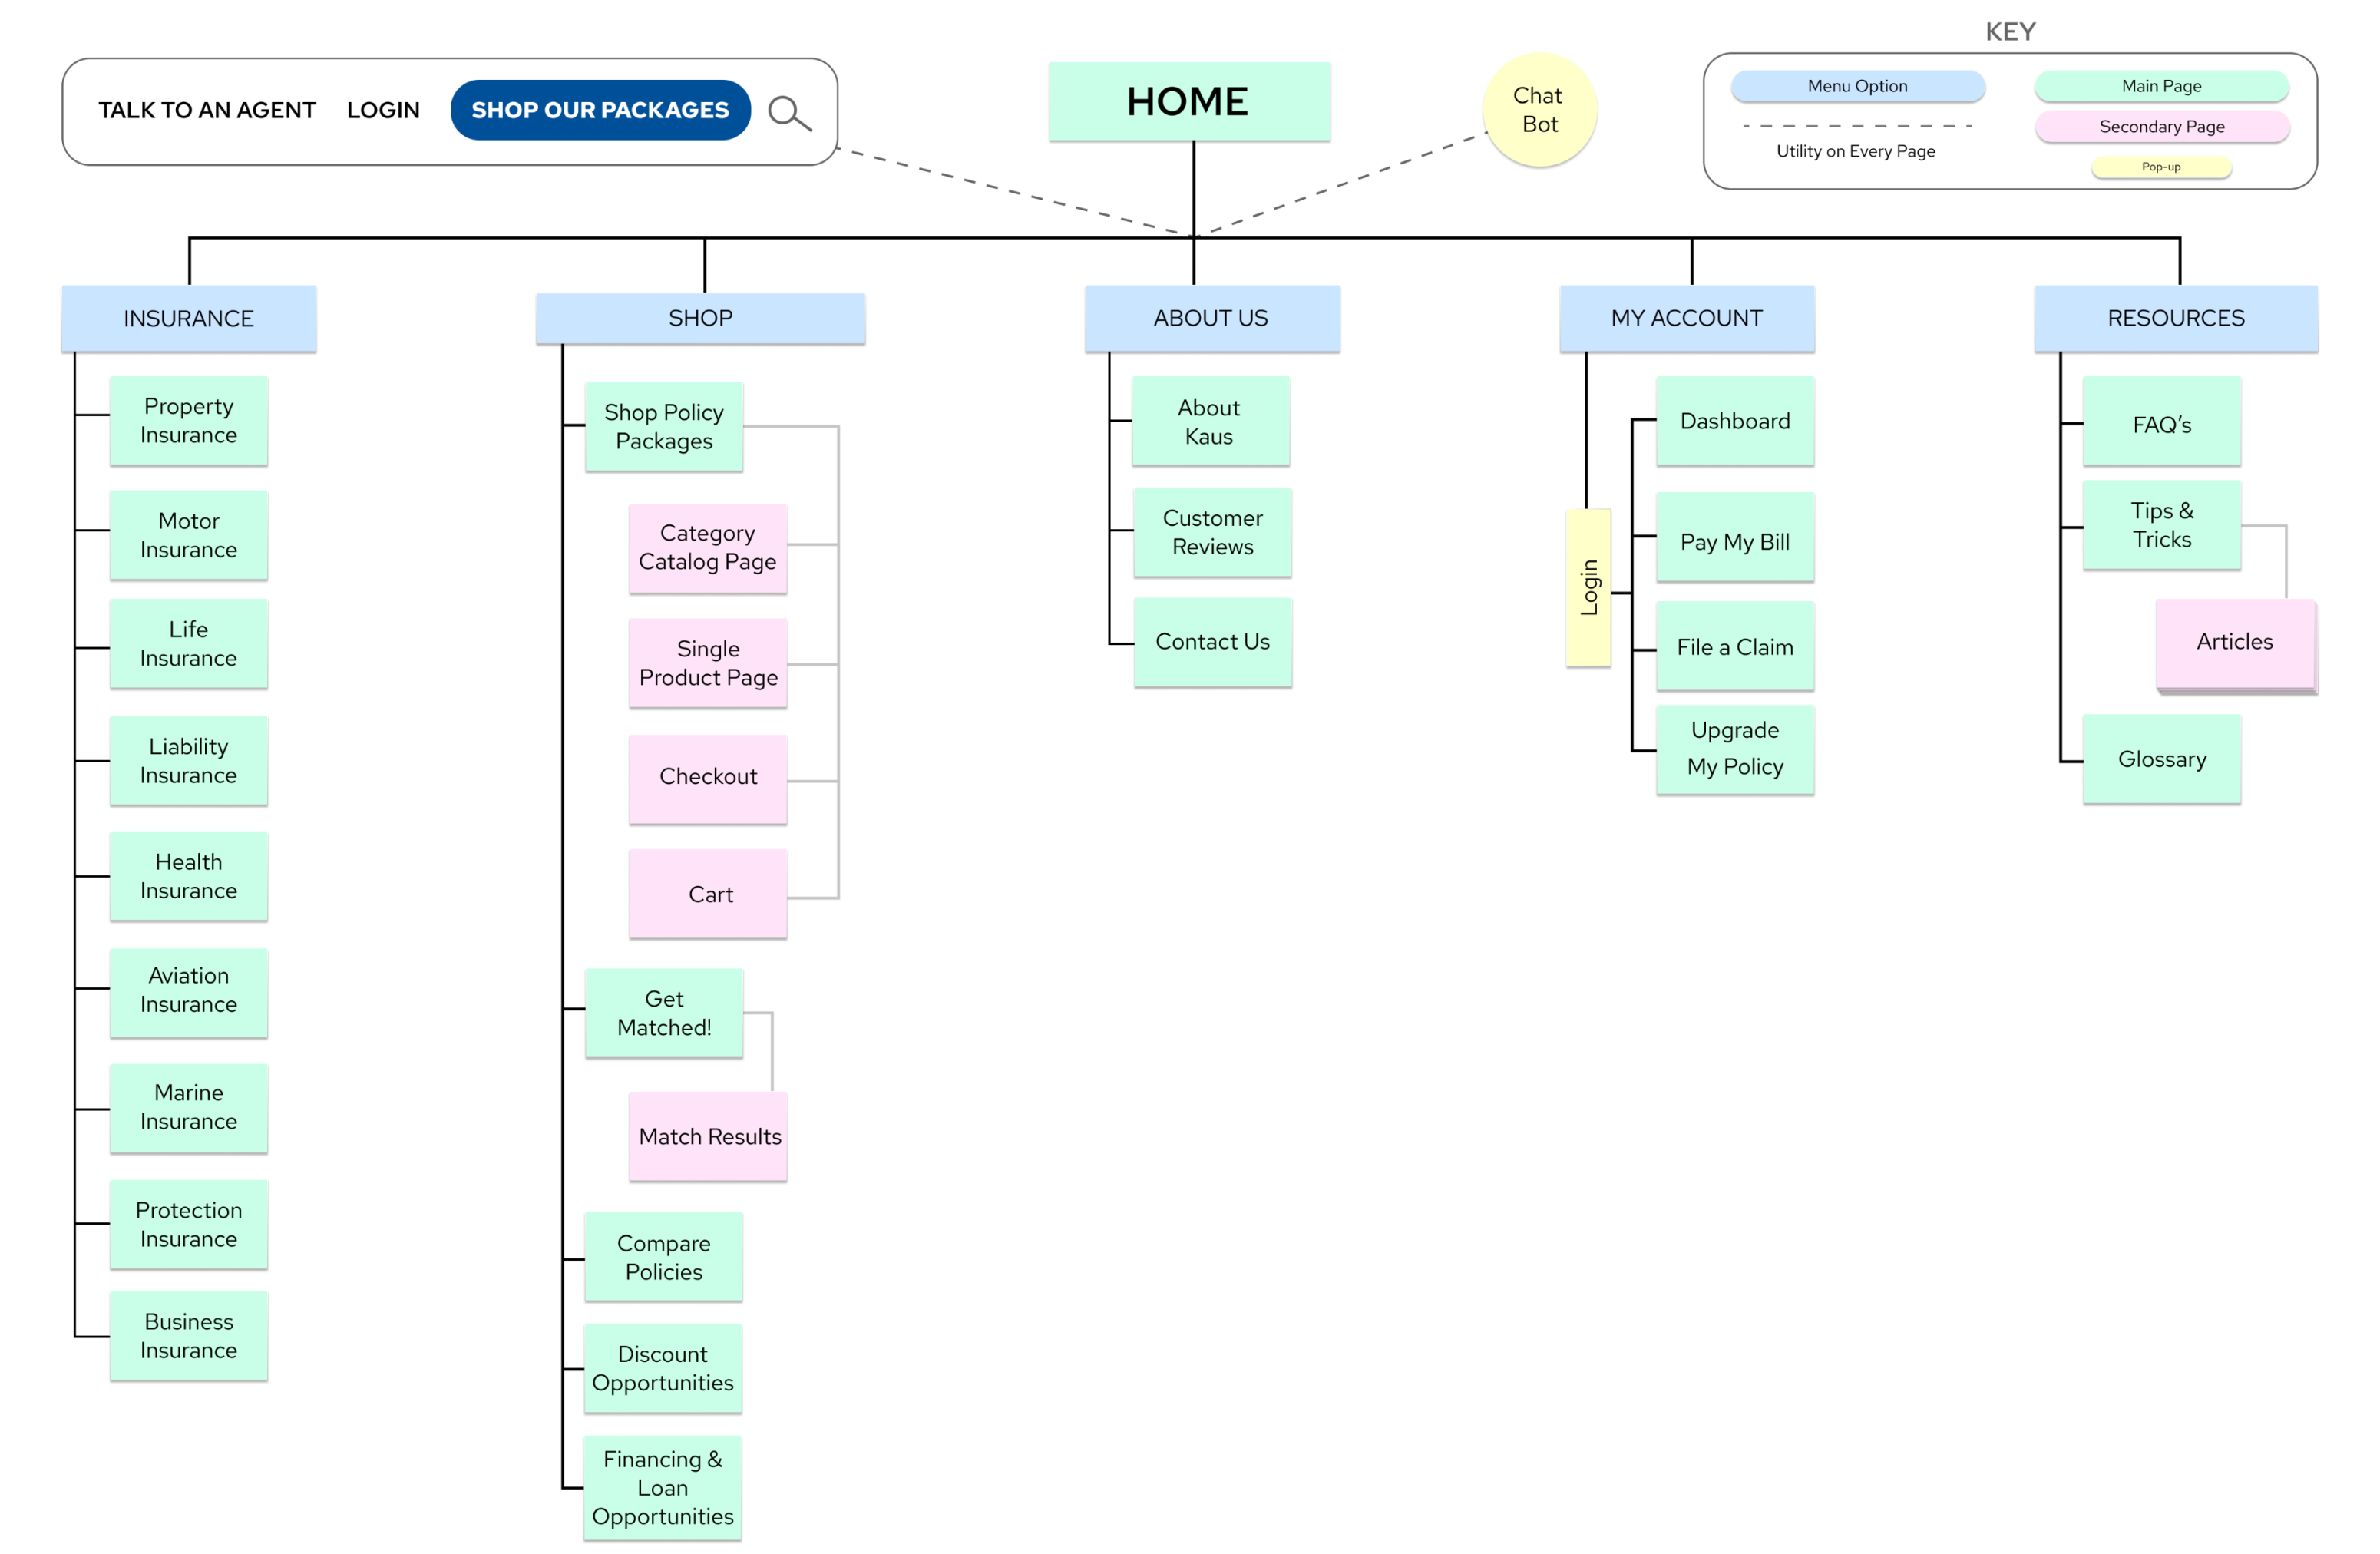 KEY
TALK TO AN AGENT LOGIN SHOP OUR PACKAGES
HOME
Chat
Bot
Menu Option
Main Page
Secondary Page
Utility on Every Page
Pop-up
INSURANCE
Property
Insurance
Motor
Insurance
Life
Insurance
Liability
Insurance
Health
Insurance
Aviation
Insurance
Marine
Insurance
Protection
Insurance
Business
Insurance
SHOP
Shop Policy
Packages
Category
Catalog Page
Single
Product Page
Checkout
Cart
Get
Matched!
Match Results
Compare
Policies
Discount
Opportunities
Financing &
Loan
Opportunities
ABOUT US
About
Kaus
Customer
Reviews
Contact Us
MY ACCOUNT
Login
Dashboard
Pay My Bill
File a Claim
Upgrade
My Policy
RESOURCES
FAQ’s
Tips &
Tricks
Articles
Glossary